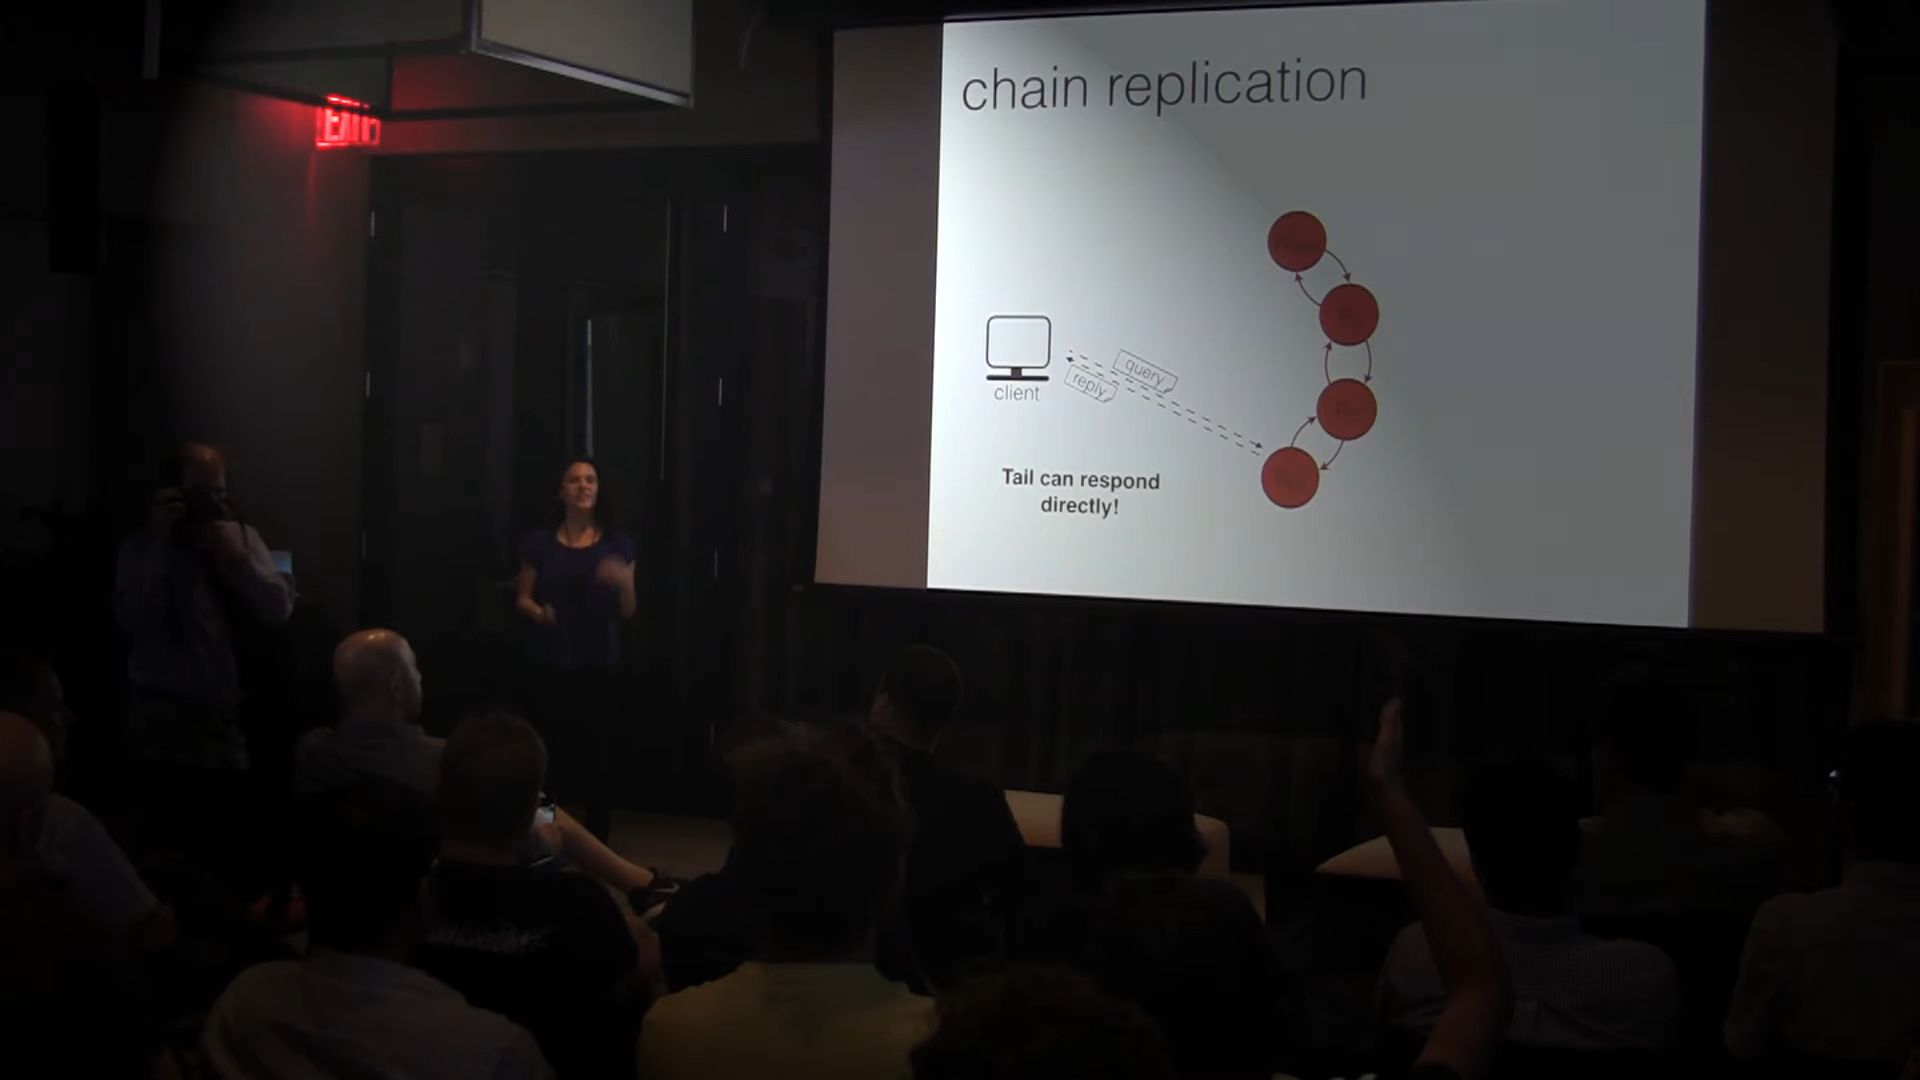 EXIT
chain replication
query
reply
client
Tail can respond
directly!